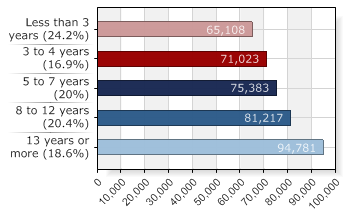 Less than 3
years (24.2%)
65,108
3 to 4 years
(16.9%)
71,023
5 to 7 years
(20%)
75,383
8 to 12 years
(20.4%)
81,217
13 years or
more (18.6%)
94,781
0
10,000
20,000
30,000
40,000
50,000
60,000
70,000
80,000
90,000
100,000